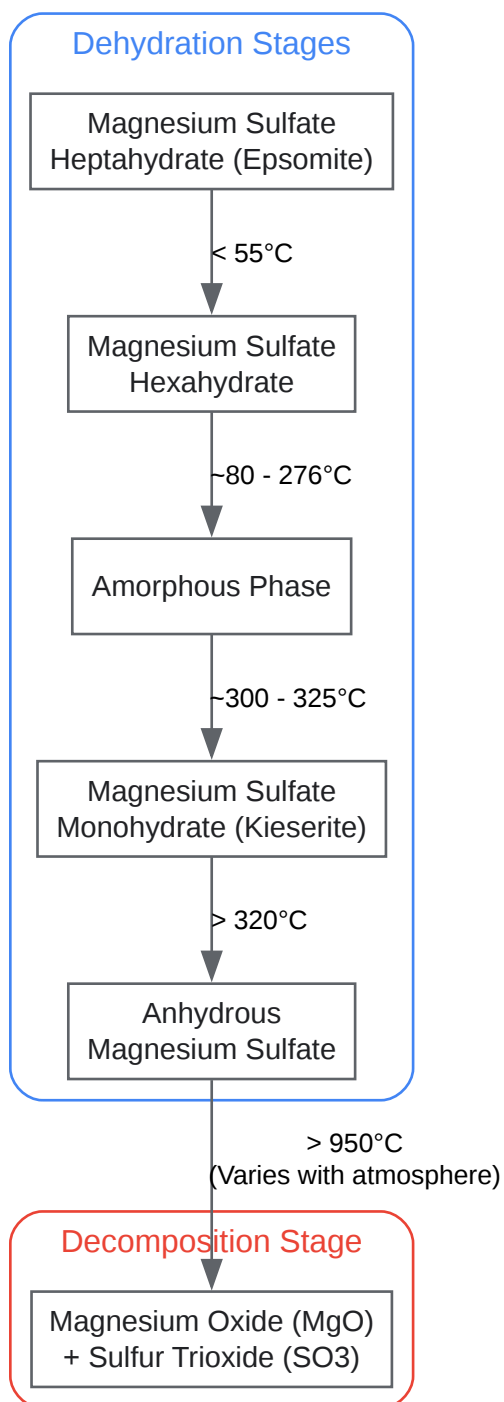 Dehydration Stages
Magnesium Sulfate
Heptahydrate (Epsomite)
< 55°C
Magnesium Sulfate
Hexahydrate
~80 - 276°C
Amorphous Phase
~300 - 325°C
Magnesium Sulfate
Monohydrate (Kieserite)
> 320°C
Anhydrous
Magnesium Sulfate
> 950°C
(Varies with atmosphere)
Decomposition Stage
Magnesium Oxide (MgO)
+ Sulfur Trioxide (SO3)